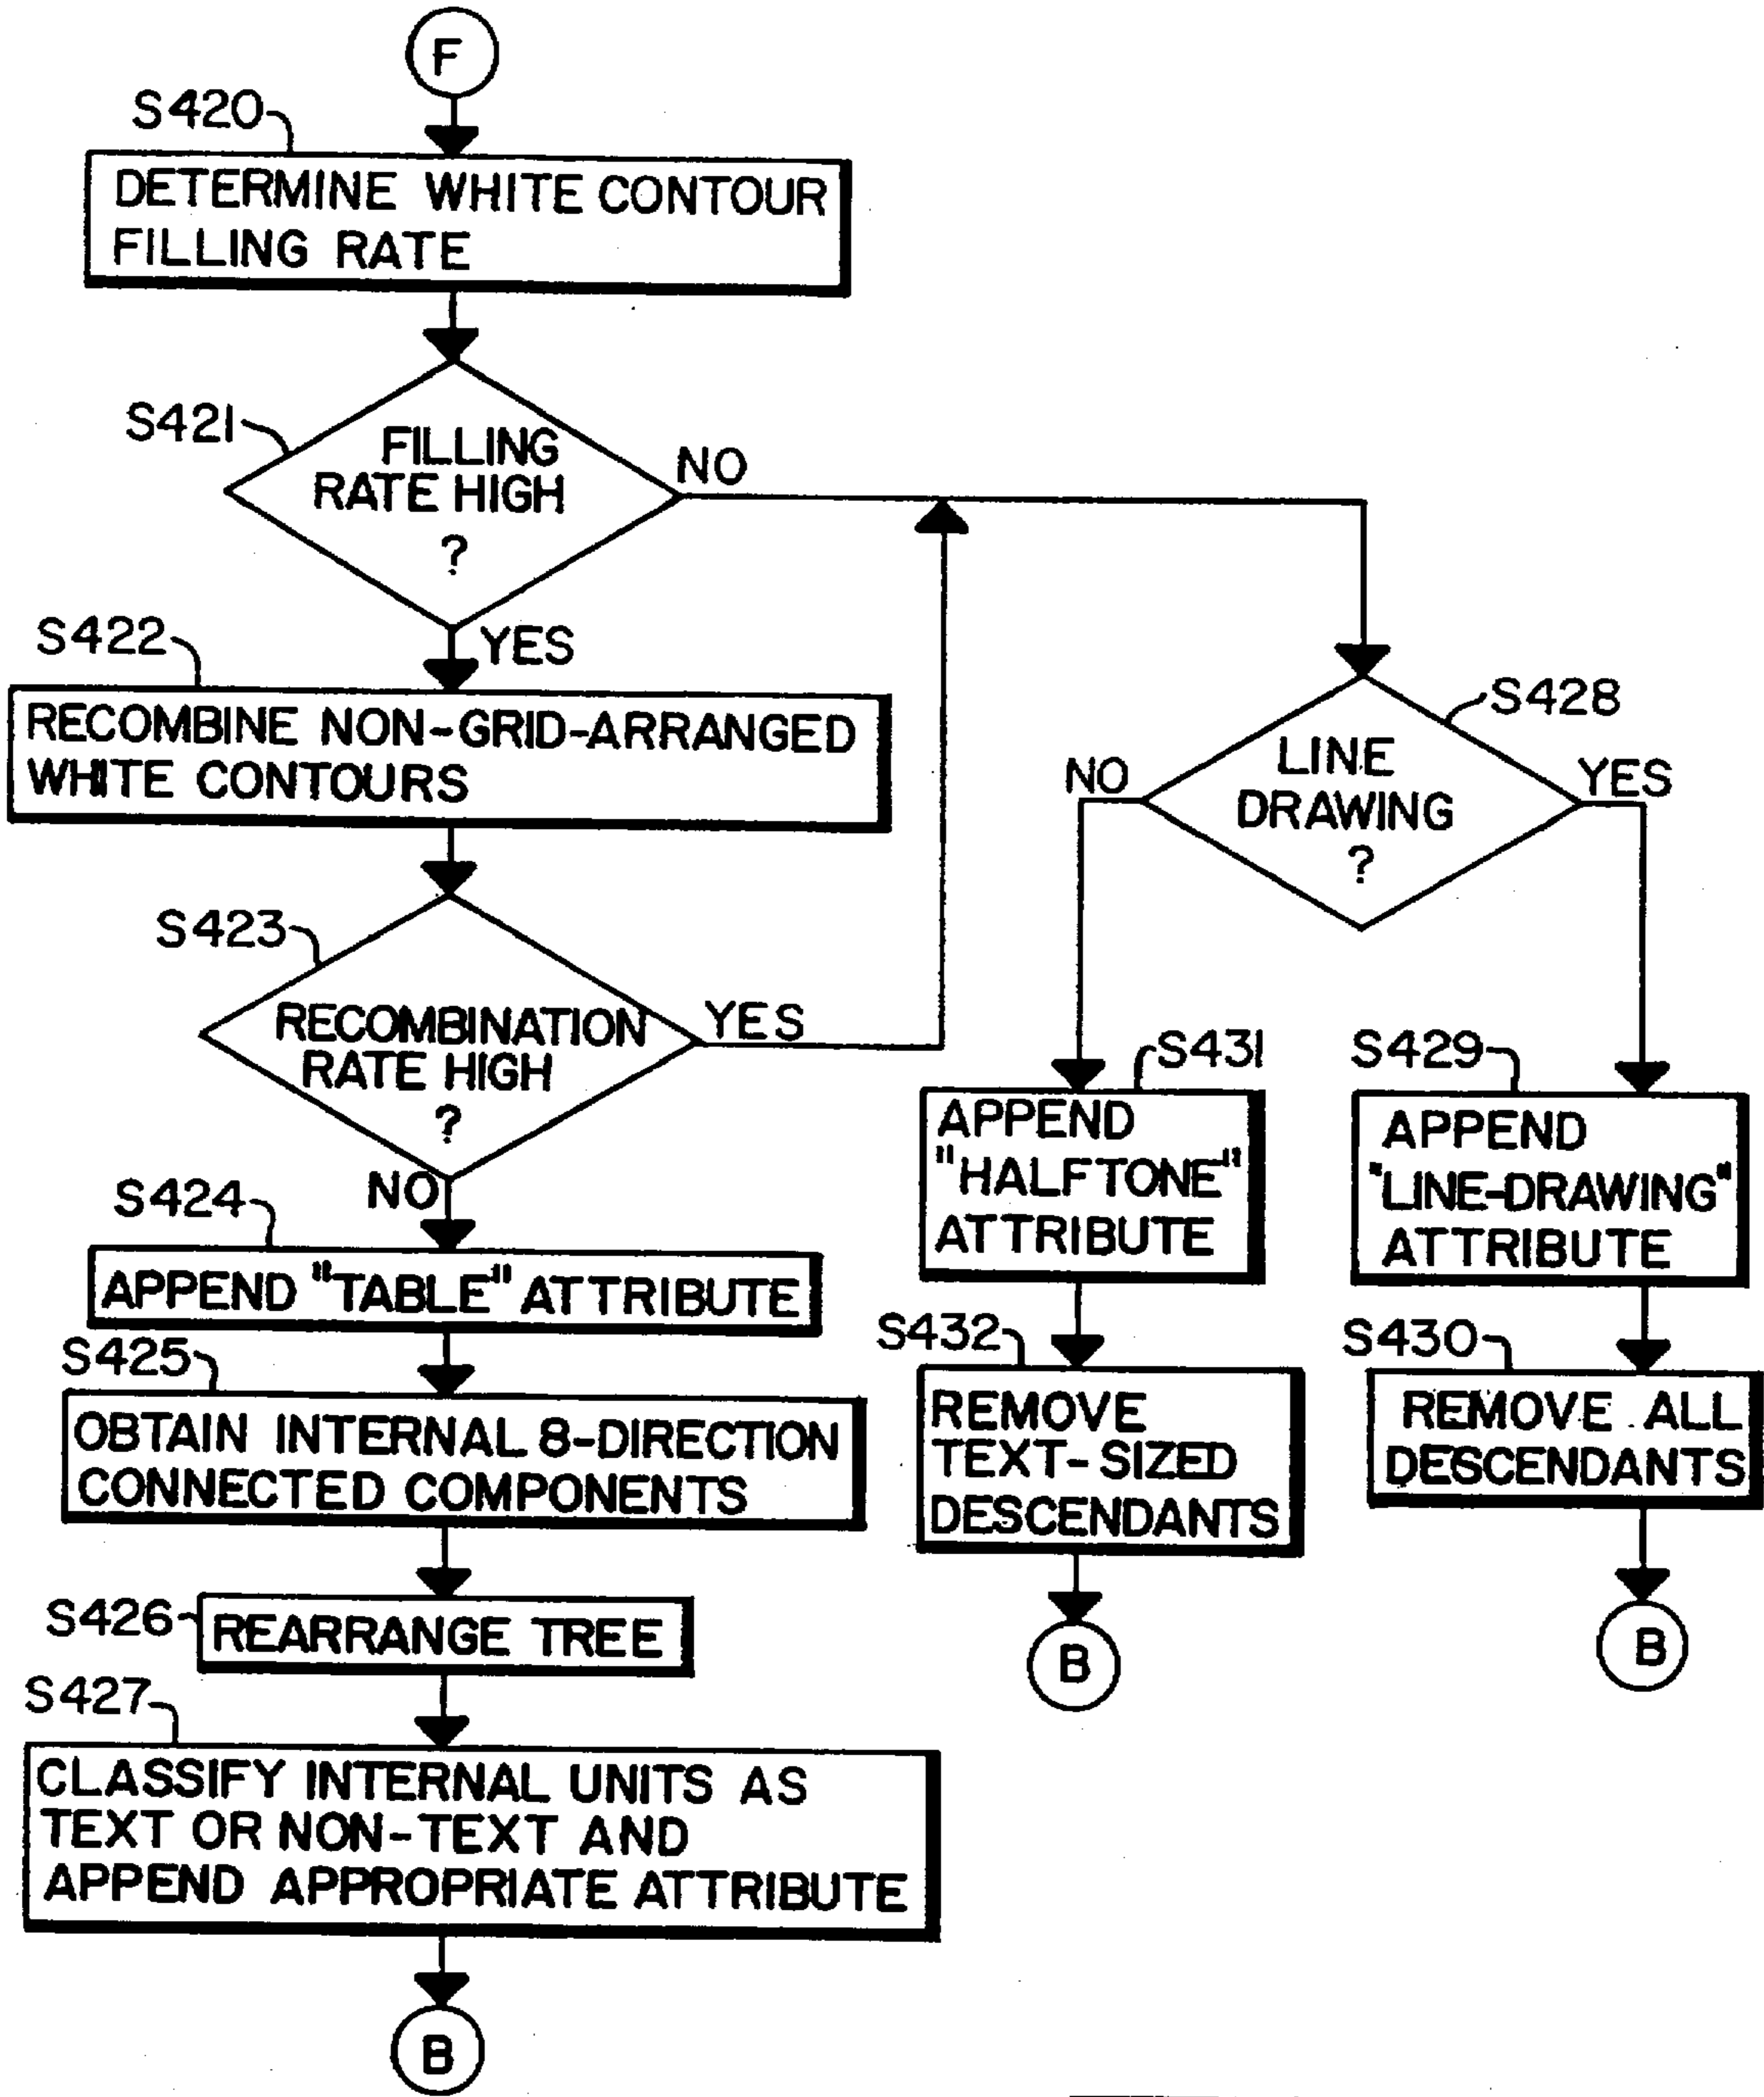 F
S420
DETERMINE WHITE CONTOUR
FILLING RATE
S421
FILLING
RATE HIGH
?
NO
YES
S422
RECOMBINE NON-GRID-ARRANGED
WHITE CONTOURS
S423
RECOMBINATION
RATE HIGH
?
YES
NO
S424
APPEND "TABLE" ATTRIBUTE
S425
OBTAIN INTERNAL 8-DIRECTION
CONNECTED COMPONENTS
S426
REARRANGE TREE
S427
CLASSIFY INTERNAL UNITS AS
TEXT OR NON-TEXT AND
APPEND APPROPRIATE ATTRIBUTE
B
S428
LINE
DRAWING
?
NO
YES
S431
APPEND
"HALFTONE"
ATTRIBUTE
S432
REMOVE
TEXT-SIZED
DESCENDANTS
B
S429
APPEND
"LINE-DRAWING"
ATTRIBUTE
S430
REMOVE ALL
DESCENDANTS
B